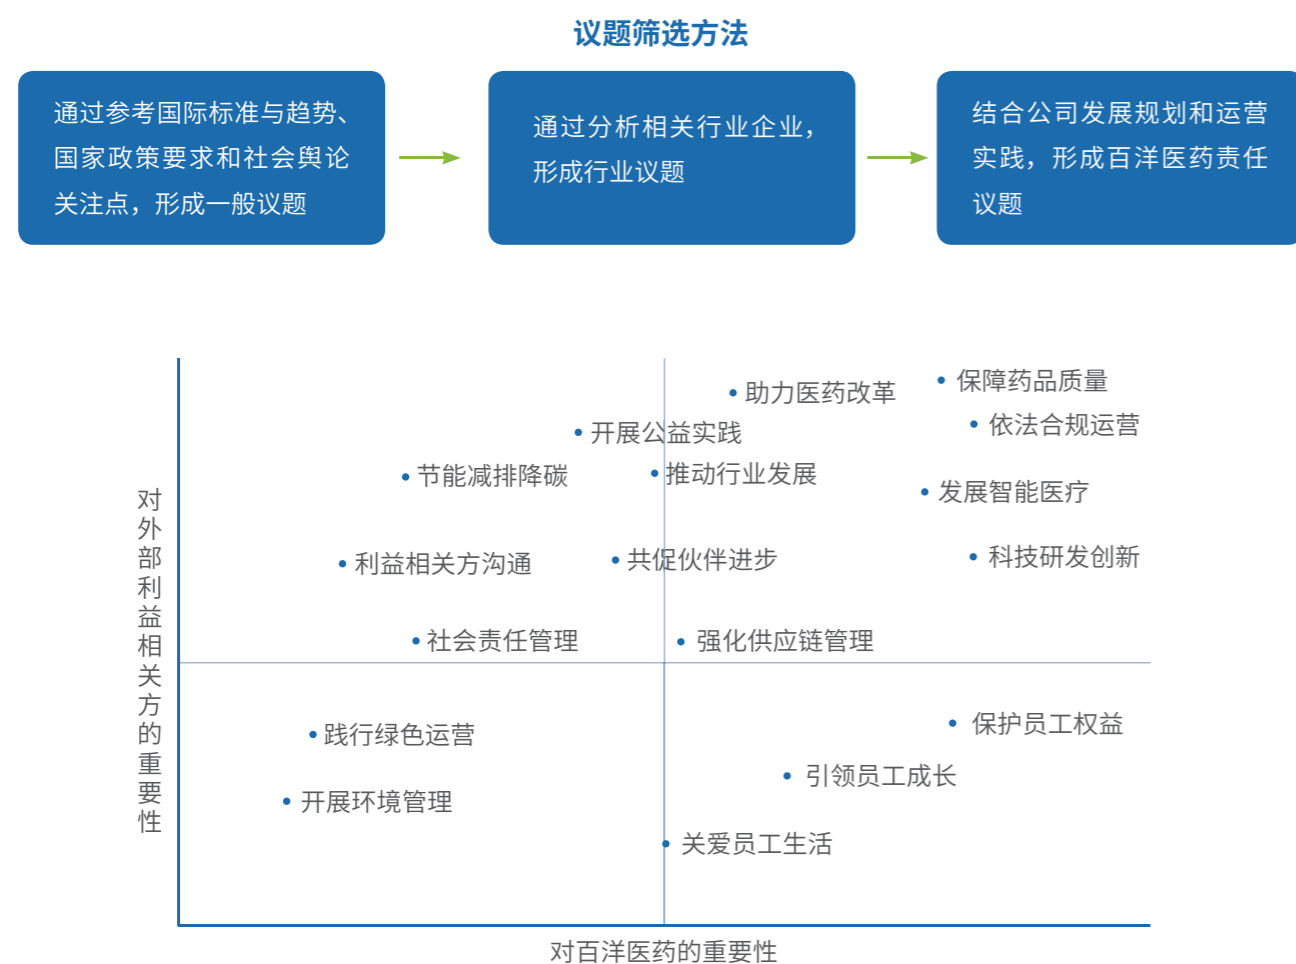 议题筛选方法
通过参考国际标准与趋势、
国家政策要求和社会舆论
关注点，形成一般议题
通过分析相关行业企业，
形成行业议题
结合公司发展规划和运营
实践，形成百洋医药责任
议题
对外部利益相关方的重要性
保障药品质量
助力医药改革
依法合规运营
开展公益实践
节能减排降碳
推动行业发展
发展智能医疗
利益相关方沟通
共促伙伴进步
科技研发创新
社会责任管理
强化供应链管理
践行绿色运营
保护员工权益
引领员工成长
开展环境管理
关爱员工生活
对百洋医药的重要性